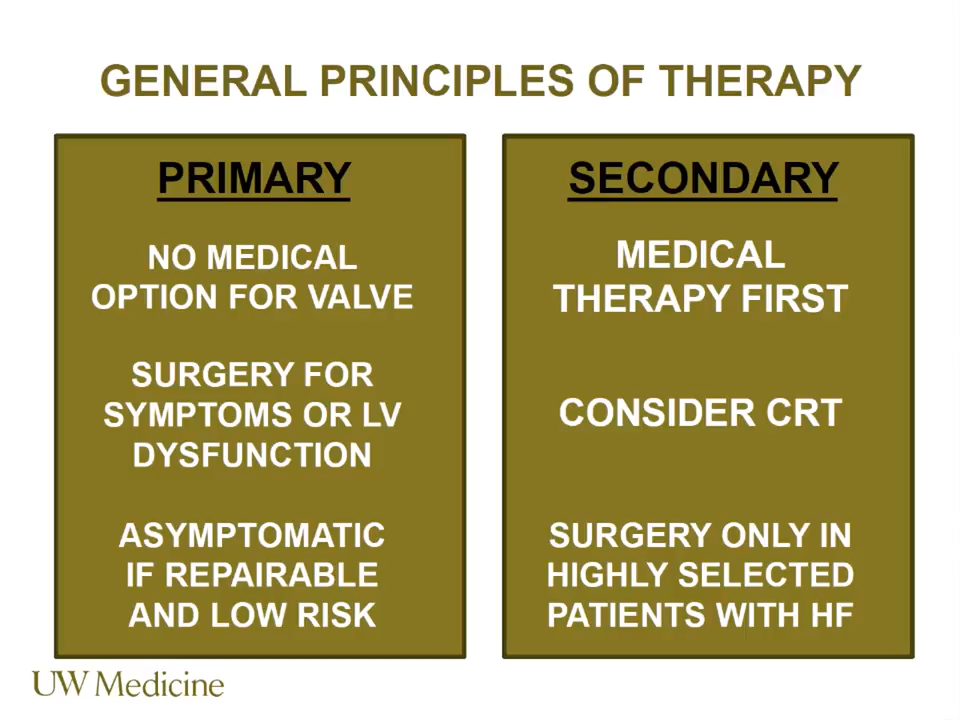 GENERAL PRINCIPLES OF THERAPY
PRIMARY
NO MEDICAL
OPTION FOR VALVE
SURGERY FOR
SYMPTOMS OR LV
DYSFUNCTION
ASYMPTOMATIC
IF REPAIRABLE
AND LOW RISK
SECONDARY
MEDICAL
THERAPY FIRST
CONSIDER CRT
SURGERY ONLY IN
HIGHLY SELECTED
PATIENTS WITH HF
UW Medicine